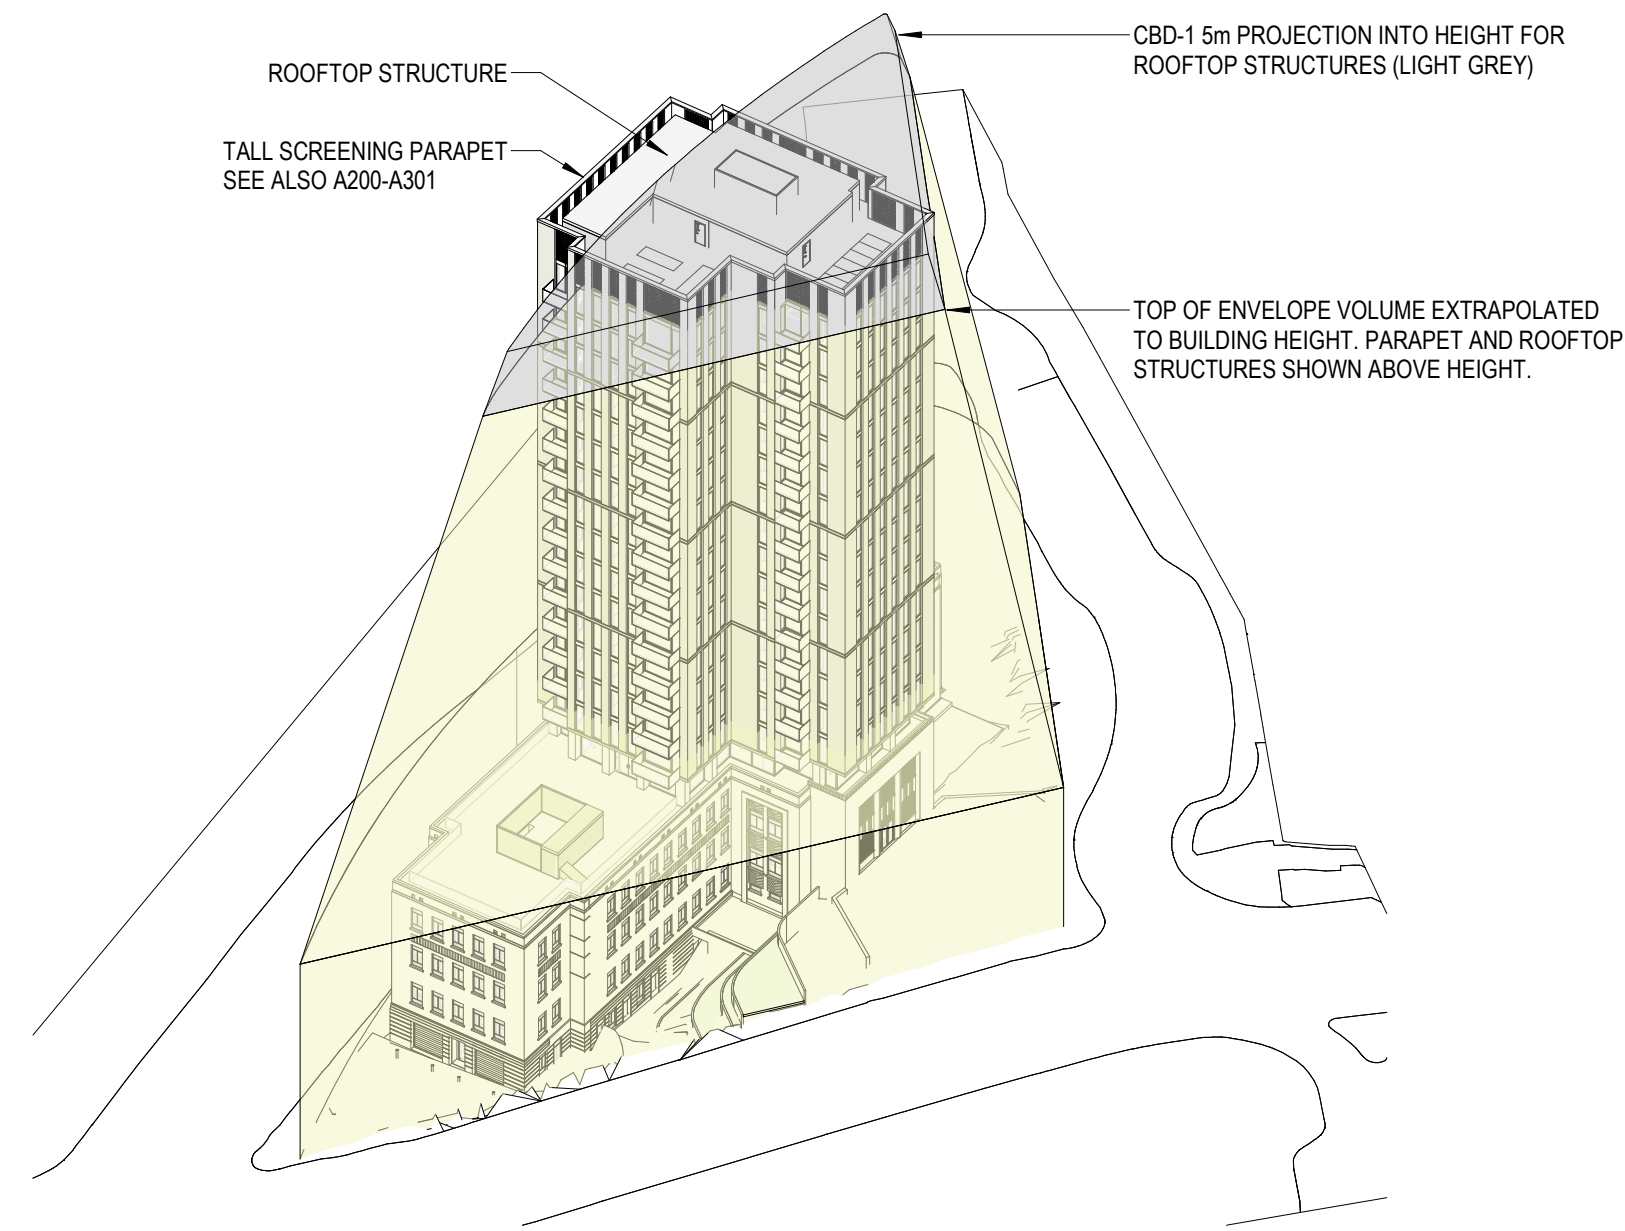 CBD-1 5m PROJECTION INTO HEIGHT FOR
ROOFTOP STRUCTURES (LIGHT GREY)
ROOFTOP STRUCTURE
TALL SCREENING PARAPET
SEE ALSO A200-A301
TOP OF ENVELOPE VOLUME EXTRAPOLATED
TO BUILDING HEIGHT. PARAPET AND ROOFTOP
STRUCTURES SHOWN ABOVE HEIGHT.